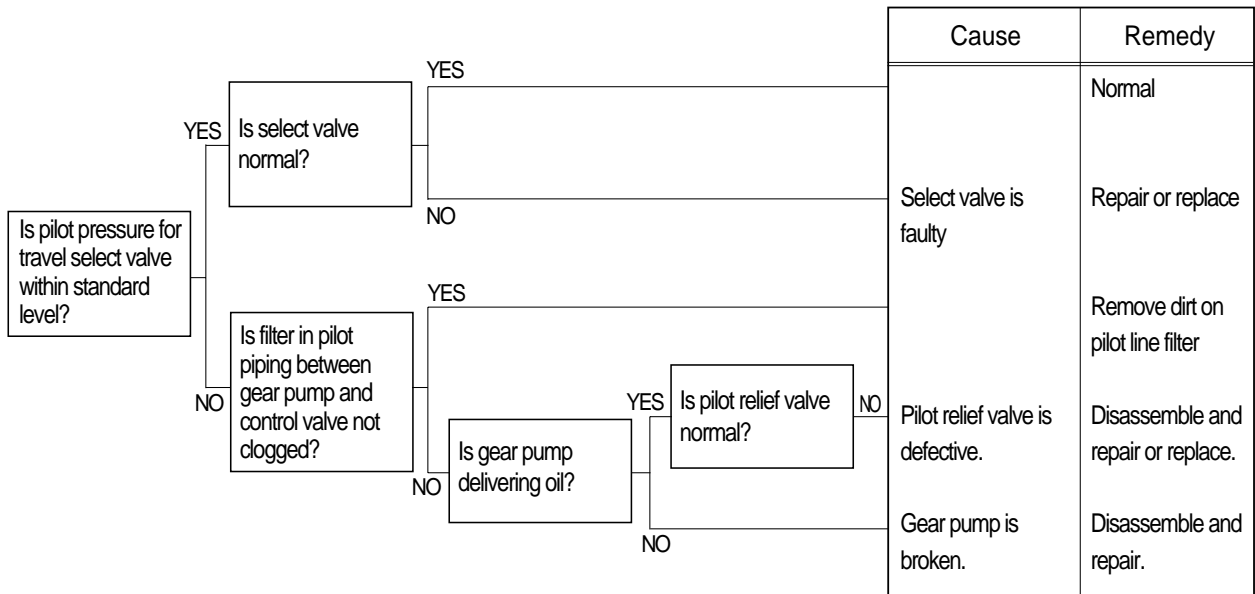 Cause
Remedy
YES
Normal
YES
Is select valve
normal?
NO
Select valve is
faulty
Repair or replace
Is pilot pressure for
travel select valve
within standard
level?
YES
Remove dirt on
pilot line filter
NO
Is filter in pilot
piping between
gear pump and
control valve not
clogged?
YES
Is pilot relief valve
normal?
NO
Pilot relief valve is
defective.
Disassemble and
repair or replace.
NO
Is gear pump
delivering oil?
NO
Gear pump is
broken.
Disassemble and
repair.